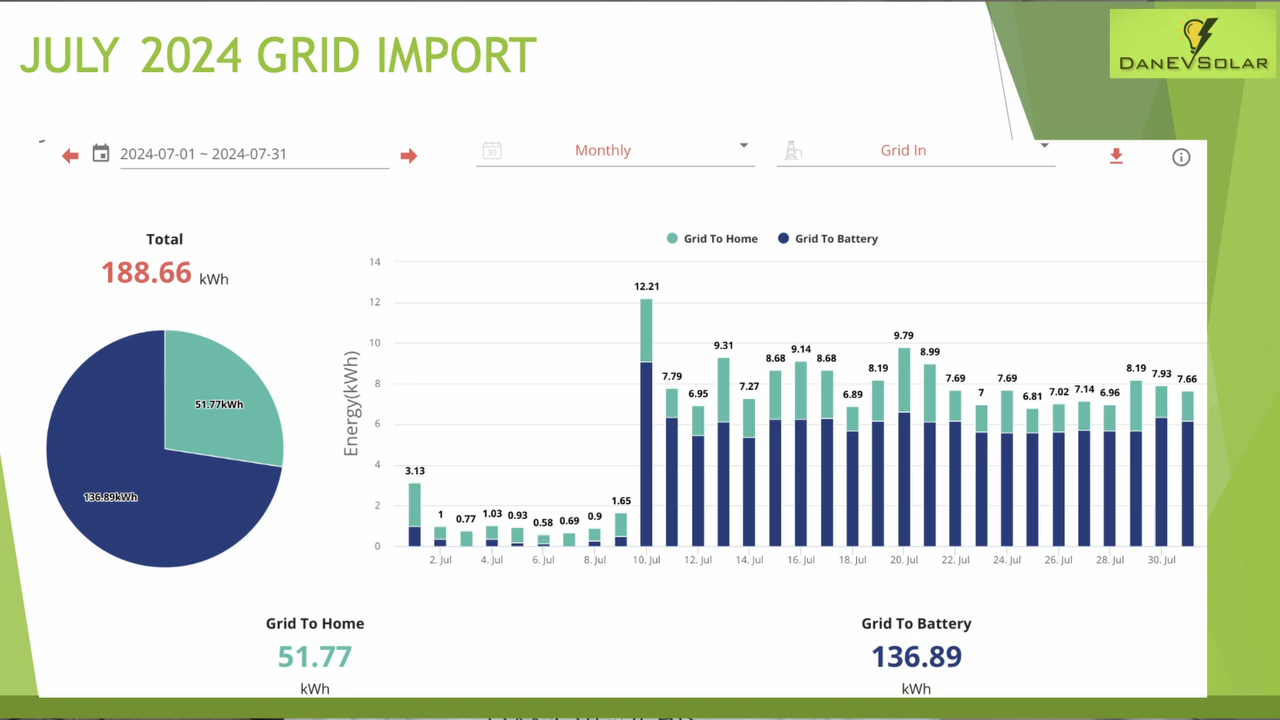 JULY 2024 GRID IMPORT
DANEVSOLAR
2024-07-01 ~ 2024-07-31
30
Monthly
Grid In
Total
188.66 kWh
Grid To Home
Grid To Battery
Energy(kWh)
14
12
10
8
6
4
2
0
3.13
1
0.77
1.03
0.93
0.58
0.69
0.9
1.65
12.21
7.79
6.95
9.31
7.27
8.68
9.14
8.68
6.89
8.19
9.79
8.99
7.69
7
7.69
6.81
7.02
7.14
6.96
8.19
7.93
7.66
2. Jul
4. Jul
6. Jul
8. Jul
10. Jul
12. Jul
14. Jul
16. Jul
18. Jul
20. Jul
22. Jul
24. Jul
26. Jul
28. Jul
30. Jul
51.77kWh
136.89kWh
Grid To Home
51.77
kWh
Grid To Battery
136.89
kWh